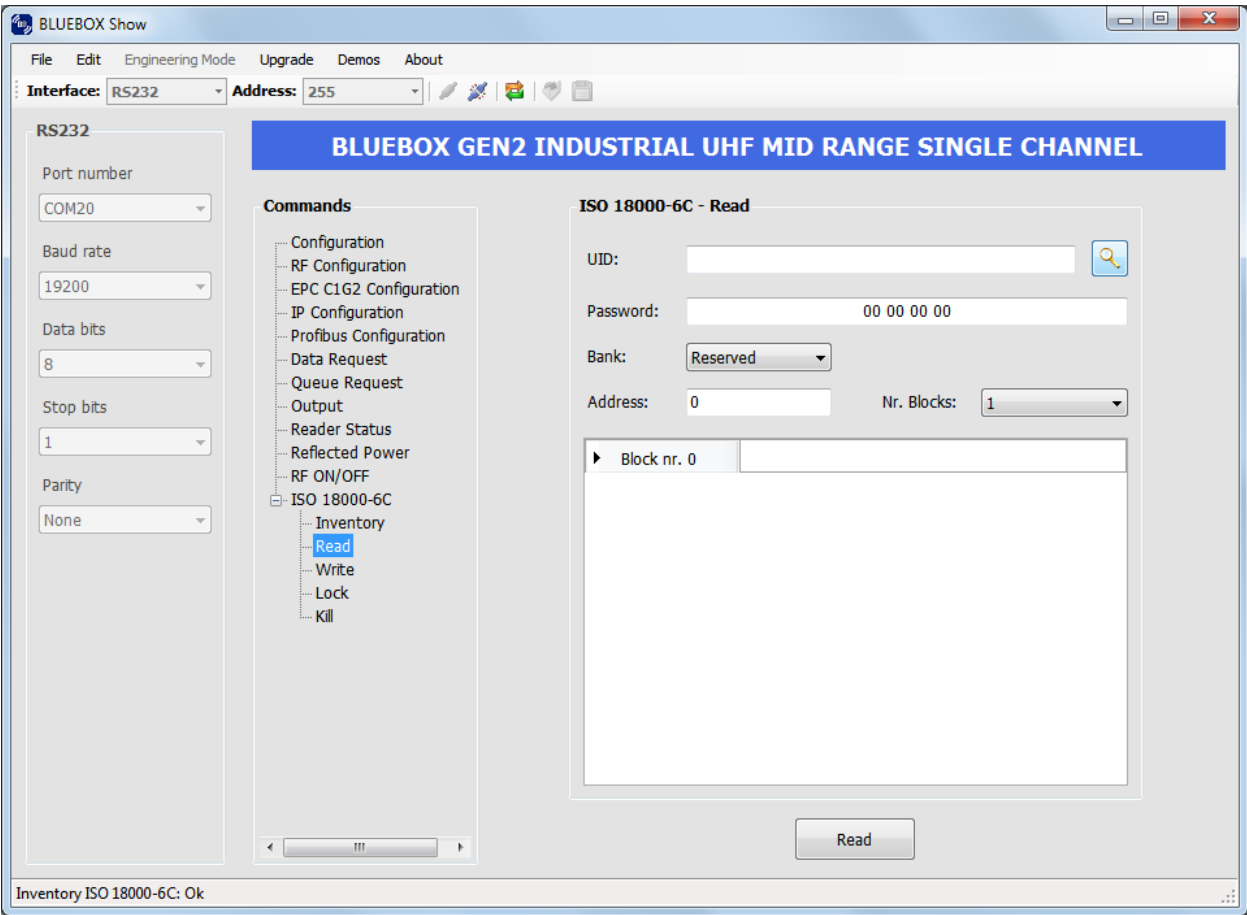 BLUEBOX Show
File Edit Engineering Mode Upgrade Demos About
Interface: RS232 Address: 255
RS232
Port number
COM20
Baud rate
19200
Data bits
8
Stop bits
1
Parity
None
BLUEBOX GEN2 INDUSTRIAL UHF MID RANGE SINGLE CHANNEL
Commands
Configuration
RF Configuration
EPC C1G2 Configuration
IP Configuration
Profibus Configuration
Data Request
Queue Request
Output
Reader Status
Reflected Power
RF ON/OFF
ISO 18000-6C
Inventory
Read
Write
Lock
Kill
ISO 18000-6C - Read
UID:
Password: 00 00 00 00
Bank: Reserved
Address: 0 Nr. Blocks: 1
Block nr. 0
Read
Inventory ISO 18000-6C: Ok